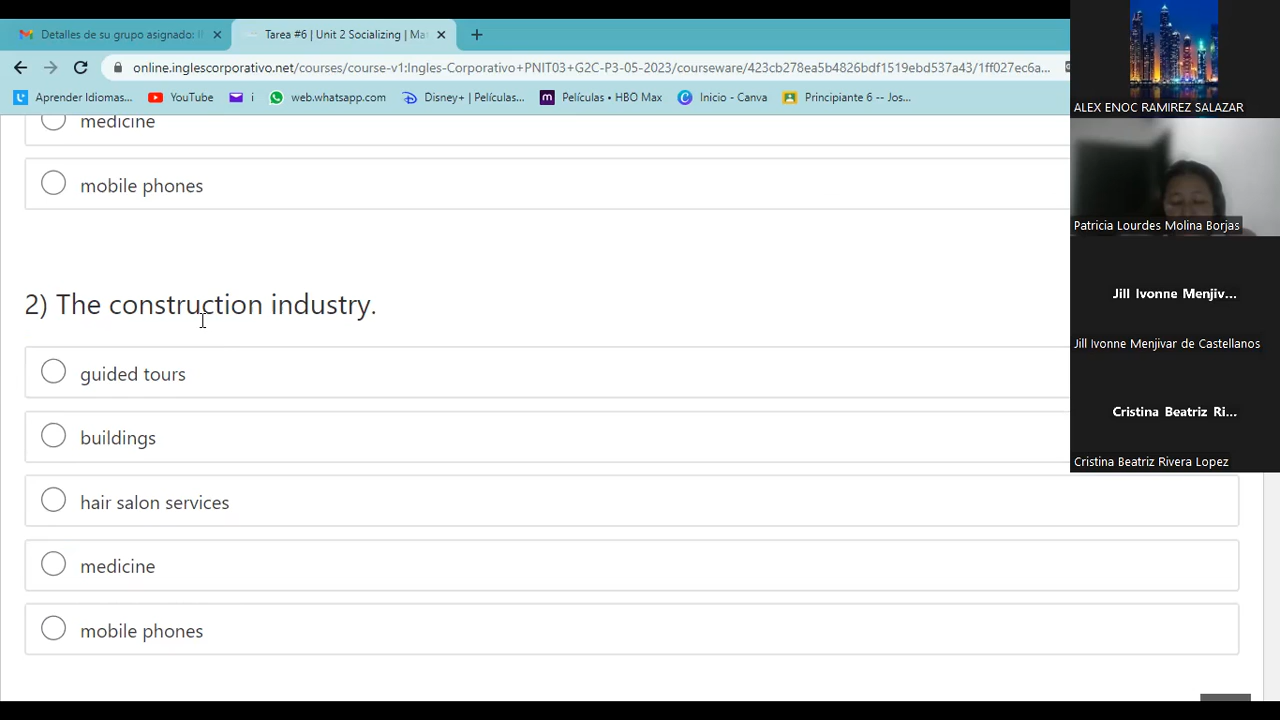 Detalles de su grupo asignado: I
Tarea #6 | Unit 2 Socializing | Ma
online.inglescorporativo.net/courses/course-v1:Ingles-Corporativo+PNIT03+G2C-P3-05-2023/courseware/423cb278ea5b4826bdf1519ebd537a43/1ff027ec6a...
Aprender Idiomas...
YouTube
i
web.whatsapp.com
Disney+ | Películas...
Películas • HBO Max
Inicio - Canva
Principiante 6 -- Jos...
medicine
mobile phones
2) The construction industry.
guided tours
buildings
hair salon services
medicine
mobile phones
ALEX ENOC RAMIREZ SALAZAR
Patricia Lourdes Molina Borjas
Jill Ivonne Menjiv...
Jill Ivonne Menjivar de Castellanos
Cristina Beatriz Ri...
Cristina Beatriz Rivera Lopez